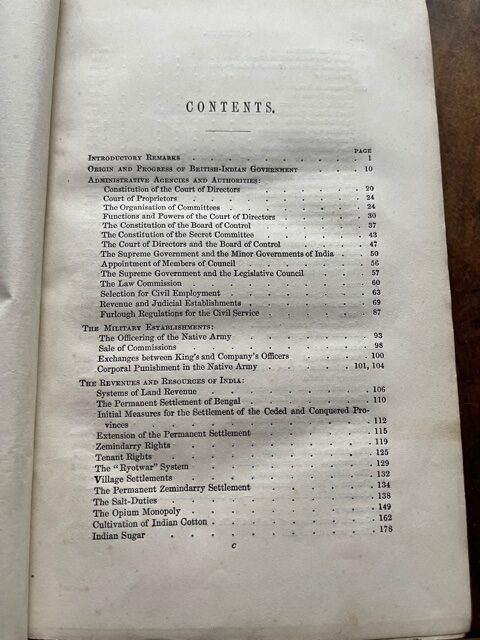 CONTENTS.
PAGE
INTRODUCTORY REMARKS . . . . . . . . . 1
ORIGIN AND PROGRESS OF BRITISH-INDIAN GOVERNMENT . . . 10
ADMINISTRATIVE AGENCIES AND AUTHORITIES:
Constitution of the Court of Directors . . . . . . 20
Court of Proprietors . . . . . . . . . 24
The Organisation of Committees . . . . . . . 24
Functions and Powers of the Court of Directors . . . . 30
The Constitution of the Board of Control . . . . . 37
The Constitution of the Secret Committee . . . . . 43
The Court of Directors and the Board of Control . . . . 47
The Supreme Government and the Minor Governments of India . . 50
Appointment of Members of Council . . . . . . 56
The Supreme Government and the Legislative Council . . . 57
The Law Commission . . . . . . . . . 60
Selection for Civil Employment . . . . . . . 63
Revenue and Judicial Establishments . . . . . . 69
Furlough Regulations for the Civil Service . . . . . 87
THE MILITARY ESTABLISHMENTS:
The Officering of the Native Army . . . . . . 93
Sale of Commissions . . . . . . . . . 98
Exchanges between King's and Company's Officers . . . . 100
Corporal Punishment in the Native Army . . . . . 101, 104
THE REVENUES AND RESOURCES OF INDIA:
Systems of Land Revenue . . . . . . . . 106
The Permanent Settlement of Bengal . . . . . . 110
Initial Measures for the Settlement of the Ceded and Conquered Pro-
vinces . . . . . . . . . . . 112
Extension of the Permanent Settlement . . . . . . 115
Zemindarry Rights . . . . . . . . . 119
Tenant Rights . . . . . . . . . . 125
The "Ryotwar" System . . . . . . . . 129
Village Settlements . . . . . . . . . 132
The Permanent Zemindarry Settlement . . . . . . 134
The Salt-Duties . . . . . . . . . . 138
The Opium Monopoly . . . . . . . . . 149
Cultivation of Indian Cotton . . . . . . . . 162
Indian Sugar . . . . . . . . . . 178
c